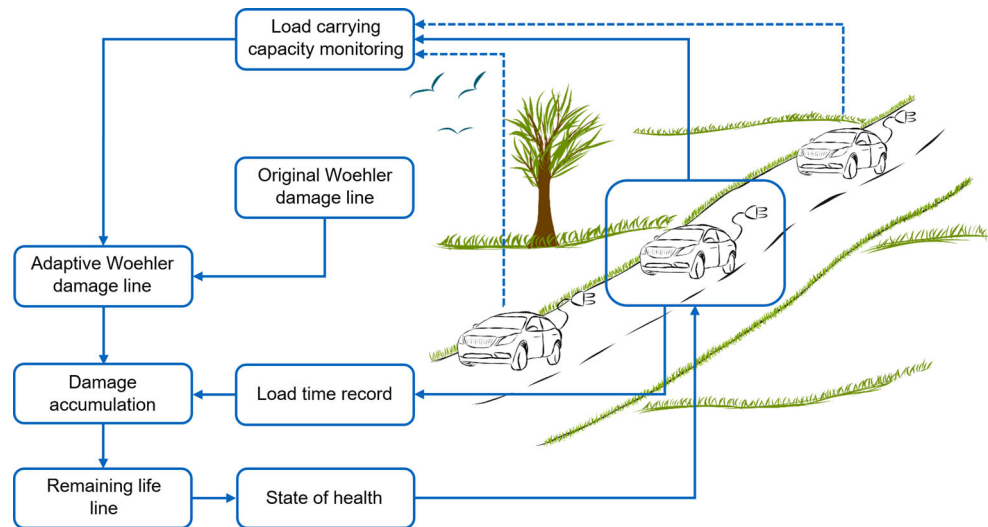 Load carrying
capacity monitoring
Original Woehler
damage line
Adaptive Woehler
damage line
Damage
accumulation
Load time record
Remaining life
line
State of health